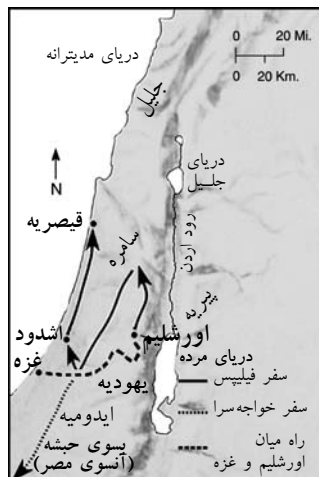 دریای مدیترانه
0 20 Mi.
0 20 Km.
جلیل
دریای
جلـیل
N
رود اردن
قیصریه
سامره
پیریه
اشدود
اورشلیم
غزه
یهودیه
دریای مرده
سفر فیلیپس
ایدومیه
سفر خواجه‌سرا
بسوی حبشه
(آنسوی مصر)
راه میان
اورشلیم و غزه